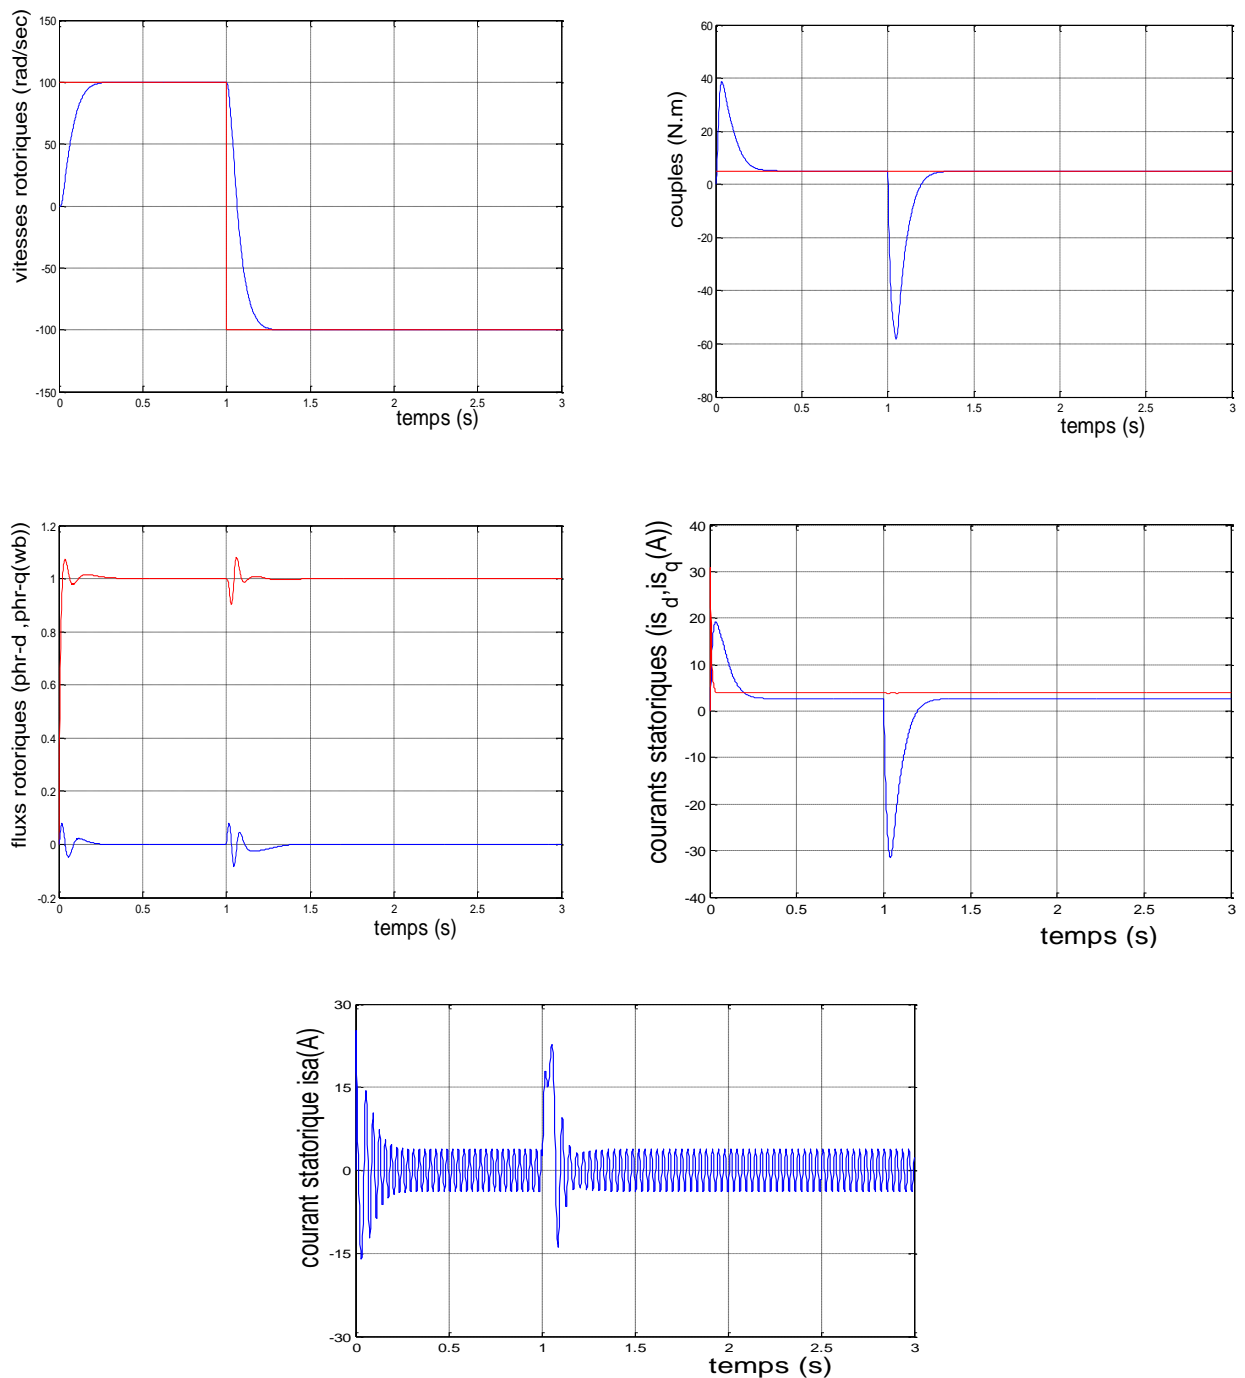 vitesses rotoriques (rad/sec)
150
100
50
0
-50
-100
-150
0 0.5 1 1.5 2 2.5 3
temps (s)
couples (N.m)
60
40
20
0
-20
-40
-60
-80
0 0.5 1 1.5 2 2.5 3
temps (s)
fluxs rotoriques (phr-d ,phr-q(wb))
1.2
1
0.8
0.6
0.4
0.2
0
-0.2
0 0.5 1 1.5 2 2.5 3
temps (s)
courants statoriques (is_d,is_q(A))
40
30
20
10
0
-10
-20
-30
-40
0 0.5 1 1.5 2 2.5 3
temps (s)
courant statorique isa(A)
30
15
0
-15
-30
0 0.5 1 1.5 2 2.5 3
temps (s)